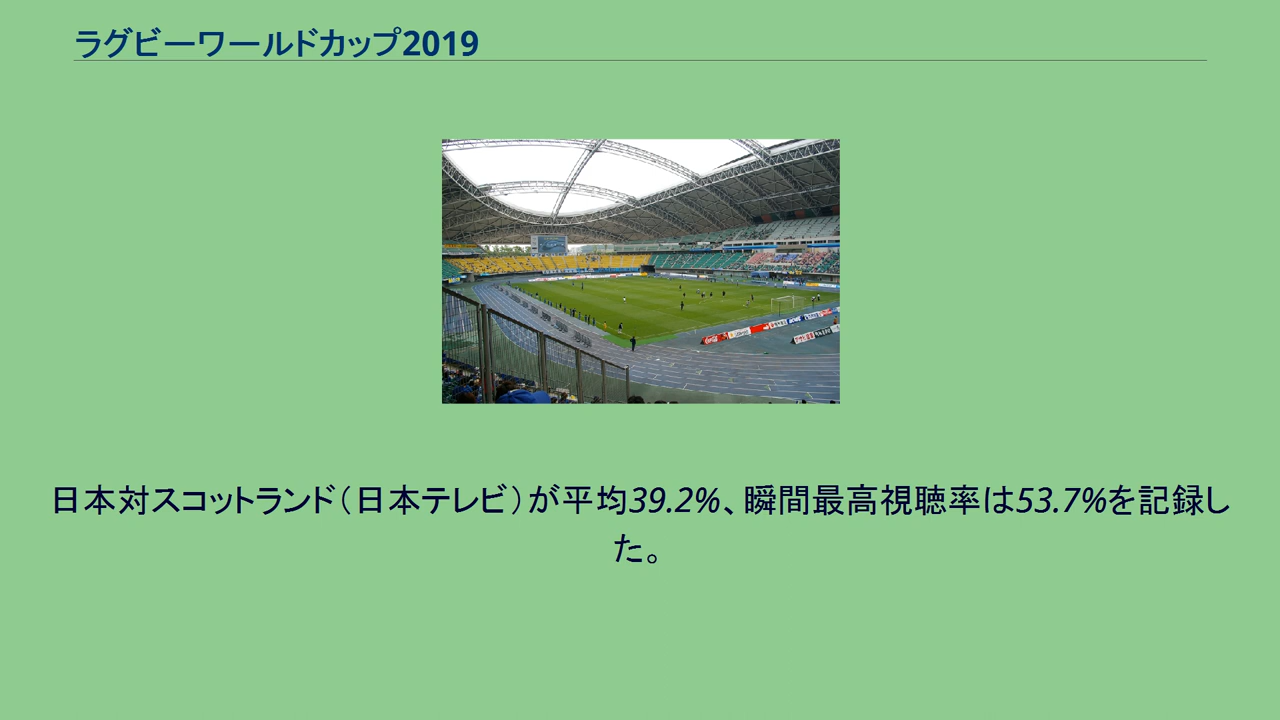 ラグビーワールドカップ2019
日本対スコットランド（日本テレビ）が平均39.2%、瞬間最高視聴率は53.7%を記録し
た。